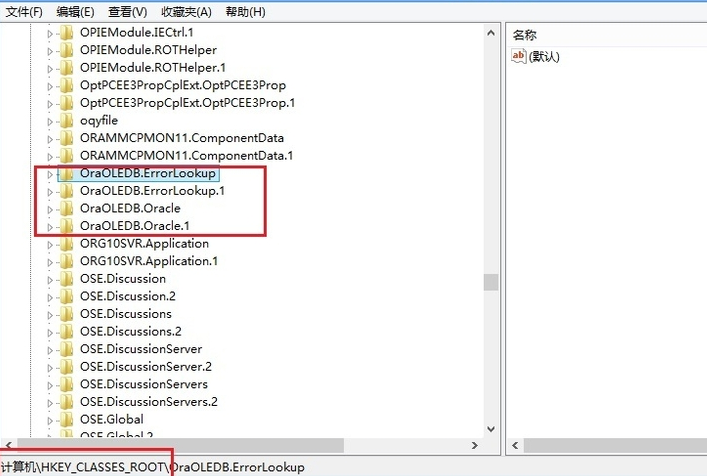 文件(F) 编辑(E) 查看(V) 收藏夹(A) 帮助(H)
OPIEModule.IECtrl.1
OPIEModule.ROTHelper
OPIEModule.ROTHelper.1
OptPCEE3PropCplExt.OptPCEE3Prop
OptPCEE3PropCplExt.OptPCEE3Prop.1
oqyfile
ORAMMCPMON11.ComponentData
ORAMMCPMON11.ComponentData.1
OraOLEDB.ErrorLookup
OraOLEDB.ErrorLookup.1
OraOLEDB.Oracle
OraOLEDB.Oracle.1
ORG10SVR.Application
ORG10SVR.Application.1
OSE.Discussion
OSE.Discussion.2
OSE.Discussions
OSE.Discussions.2
OSE.DiscussionServer
OSE.DiscussionServer.2
OSE.DiscussionServers
OSE.DiscussionServers.2
OSE.Global
OSE.Global.2
名称
ab (默认)
计算机\HKEY_CLASSES_ROOT\OraOLEDB.ErrorLookup